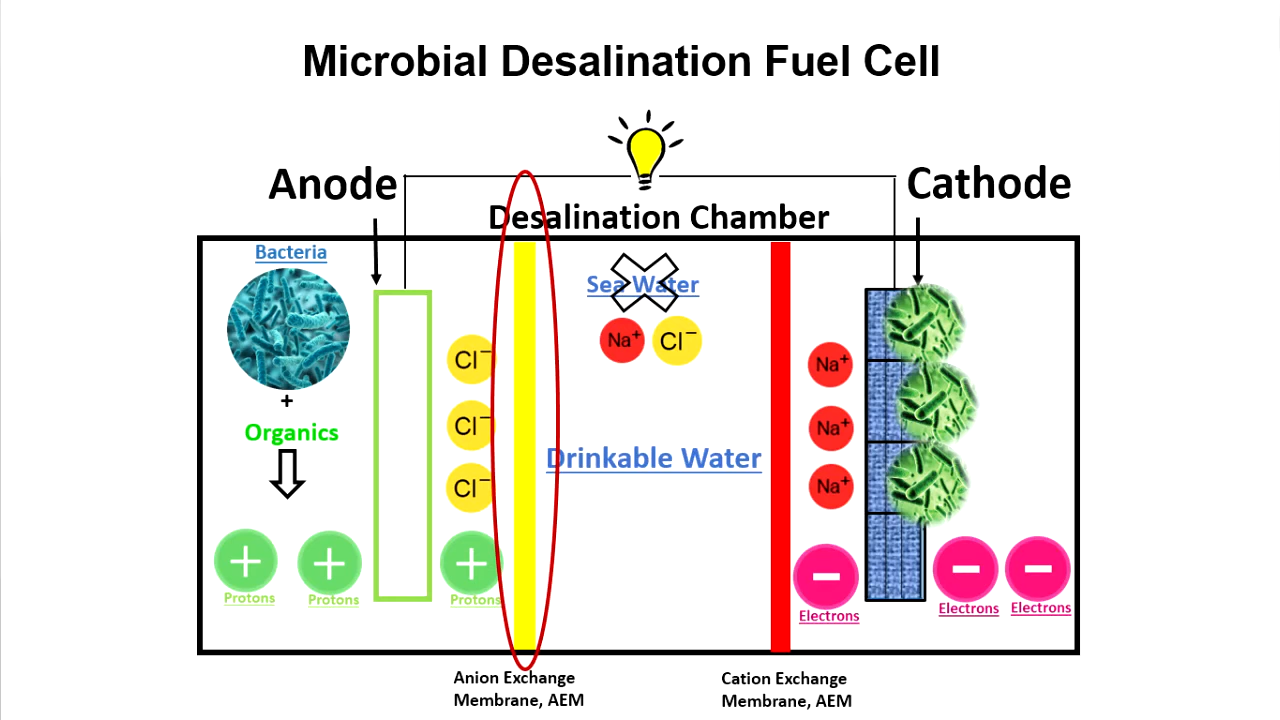 Microbial Desalination Fuel Cell
Anode
Cathode
Desalination Chamber
Bacteria
Sea Water
Na+
Cl−
Cl−
Na+
+
Organics
Cl−
Na+
Drinkable Water
Cl−
Na+
+
Protons
+
Protons
+
Protons
−
Electrons
−
Electrons
−
Electrons
Anion Exchange
Membrane, AEM
Cation Exchange
Membrane, AEM